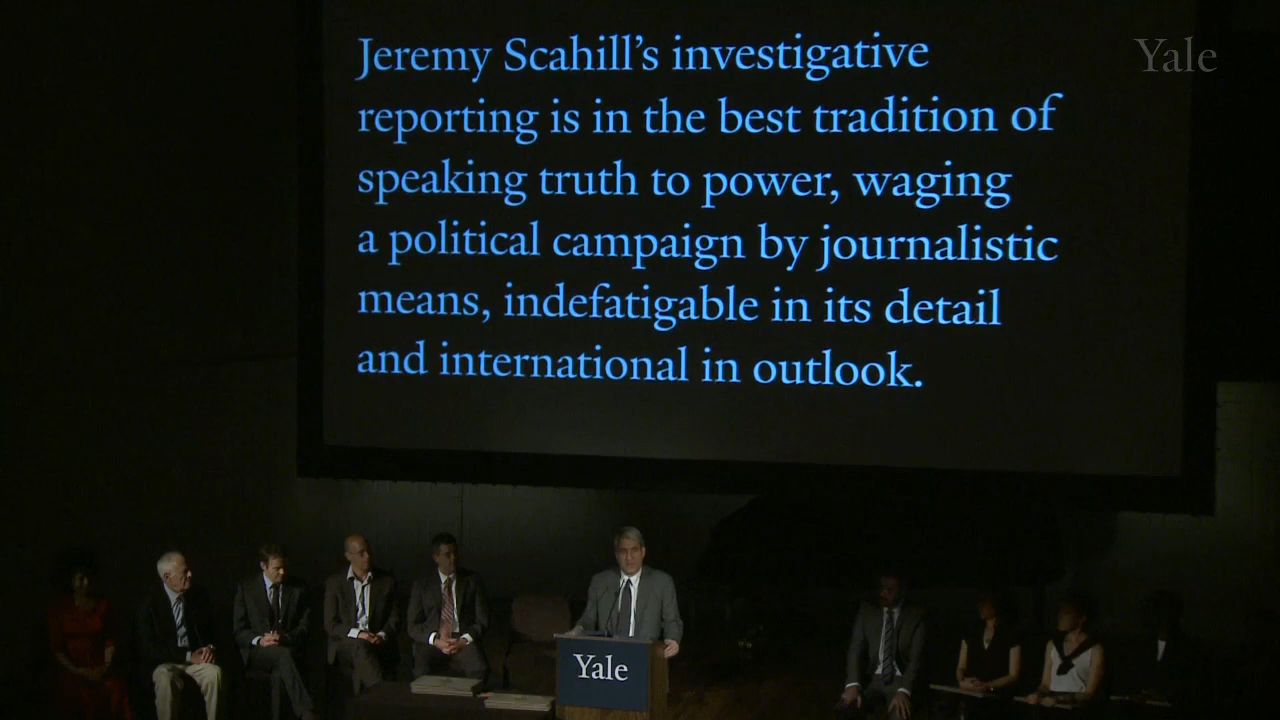 Jeremy Scahill's investigative
reporting is in the best tradition of
speaking truth to power, waging
a political campaign by journalistic
means, indefatigable in its detail
and international in outlook.
Yale
Yale